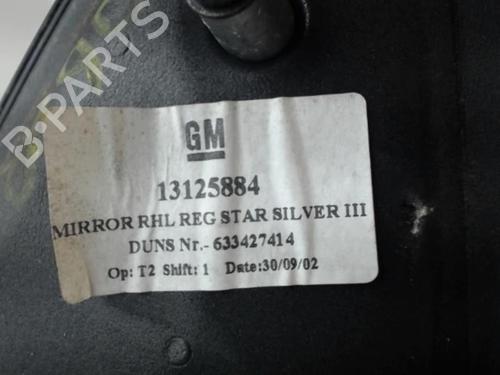 B-PARTS
GM
13125884
MIRROR RHL REG STAR SILVER III
DUNS Nr.- 633427414
Op: T2 Shift: 1 Date:30/09/02